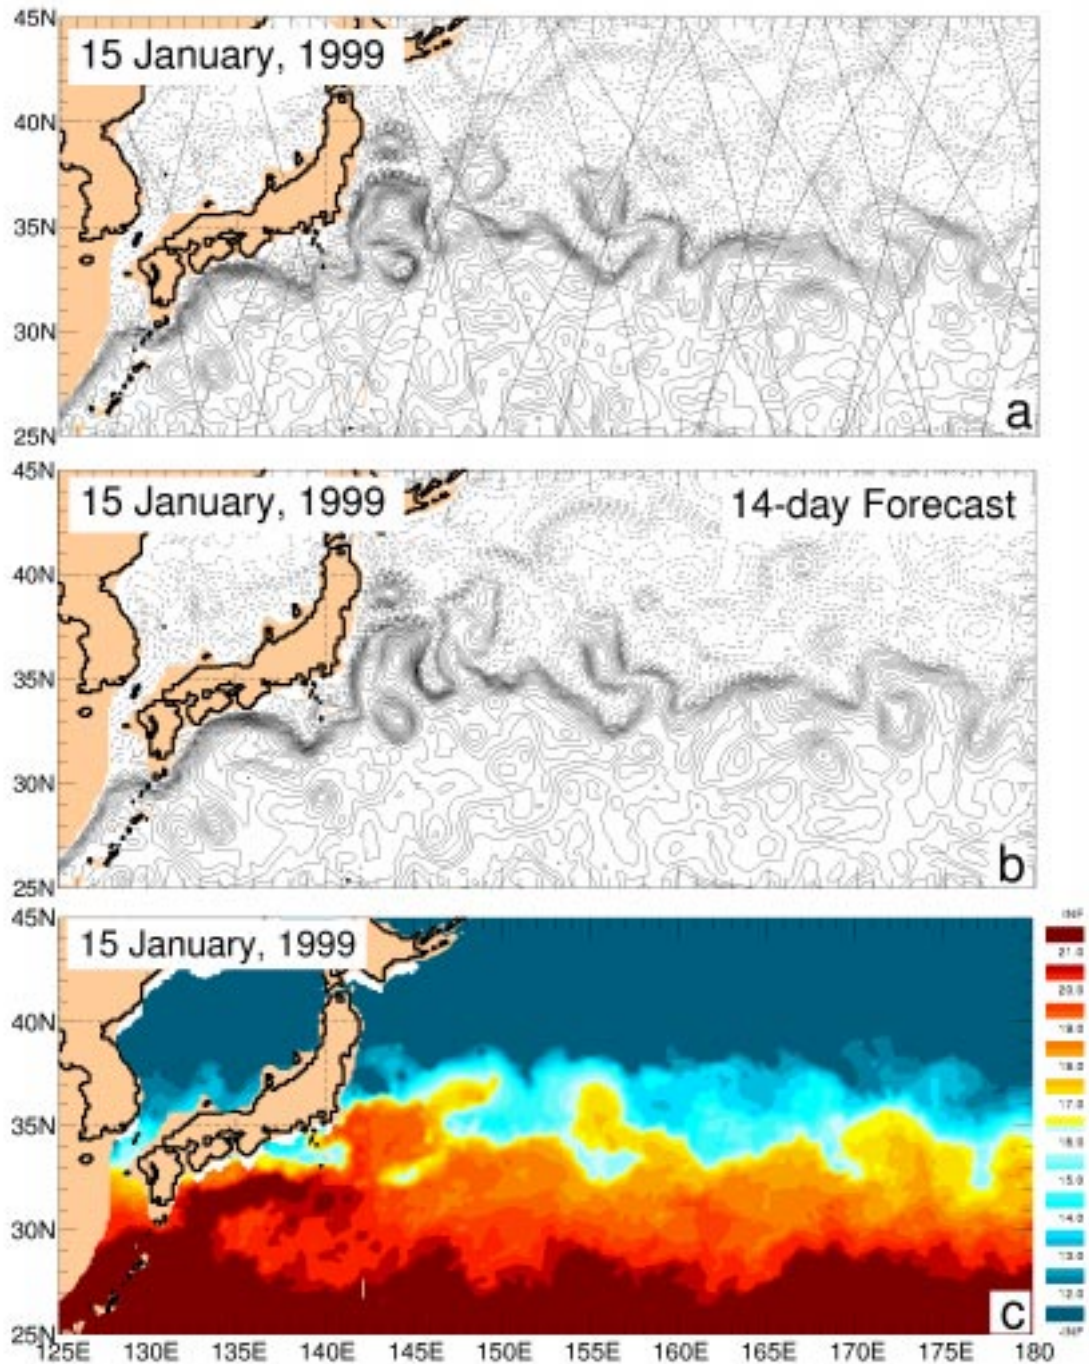 45N
15 January, 1999
40N
35N
30N
25N
a
45N
15 January, 1999
14-day Forecast
40N
35N
30N
25N
b
45N
15 January, 1999
40N
35N
30N
25N
c
125E 130E 135E 140E 145E 150E 155E 160E 165E 170E 175E 180
INF
21.0
20.0
19.0
18.0
17.0
16.0
15.0
14.0
13.0
12.0
-INF